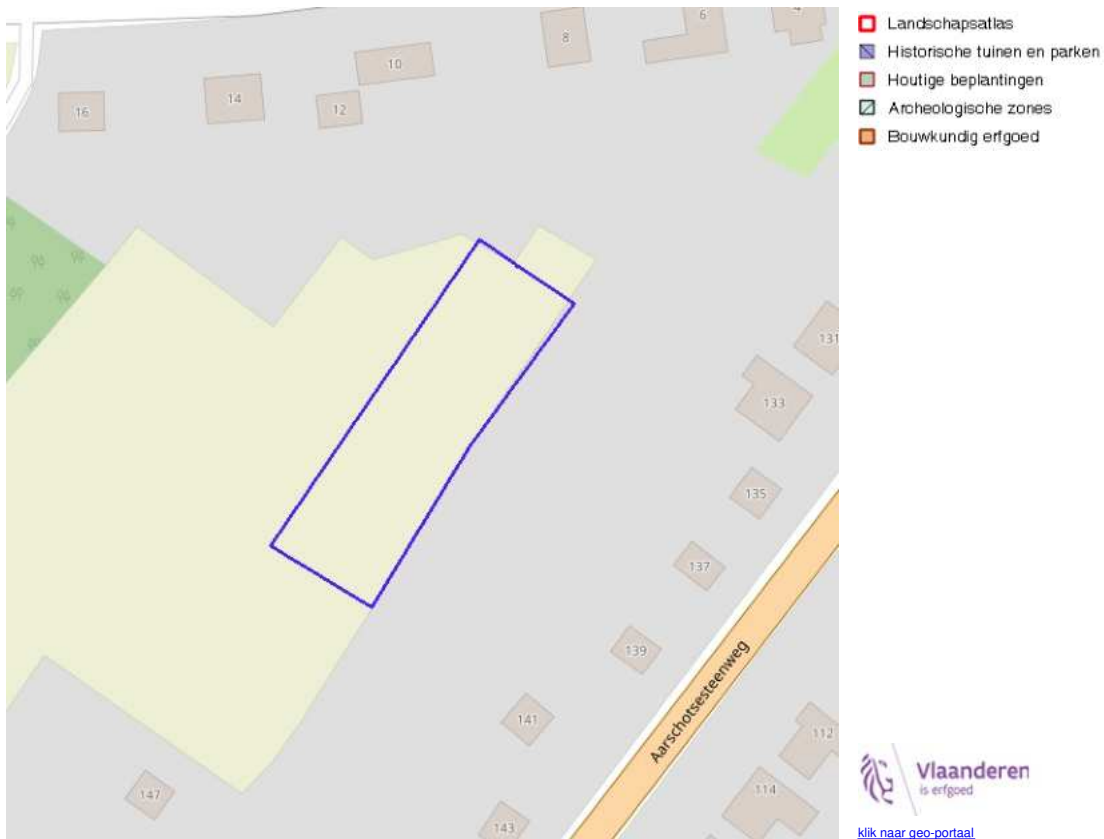 6
4
8
10
14
12
16
131
133
135
137
139
Aarschotsesteenweg
141
112
114
147
143
Landschapsatlas
Historische tuinen en parken
Houtige beplantingen
Archeologische zones
Bouwkundig erfgoed
Vlaanderen
is erfgoed
klik naar geo-portaal